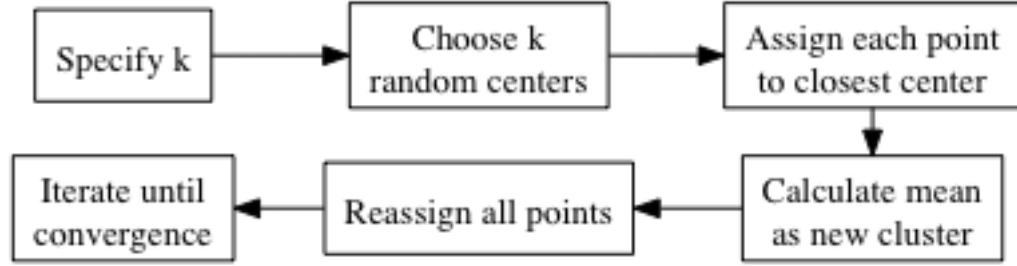 Specify k
Choose k
random centers
Assign each point
to closest center
Calculate mean
as new cluster
Reassign all points
Iterate until
convergence